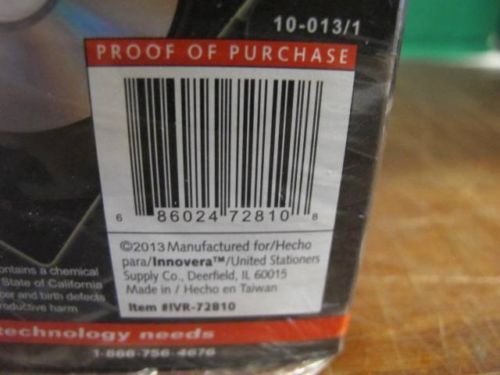 10-013/1
PROOF OF PURCHASE
6 86024 72810 8
©2013 Manufactured for/Hecho
para/Innovera™/United Stationers
Supply Co., Deerfield, IL 60015
Made in / Hecho en Taiwan
Item #IVR-72810
ontains a chemical
State of California
cer and birth defects
roductive harm
technology needs
1-866-756-4676